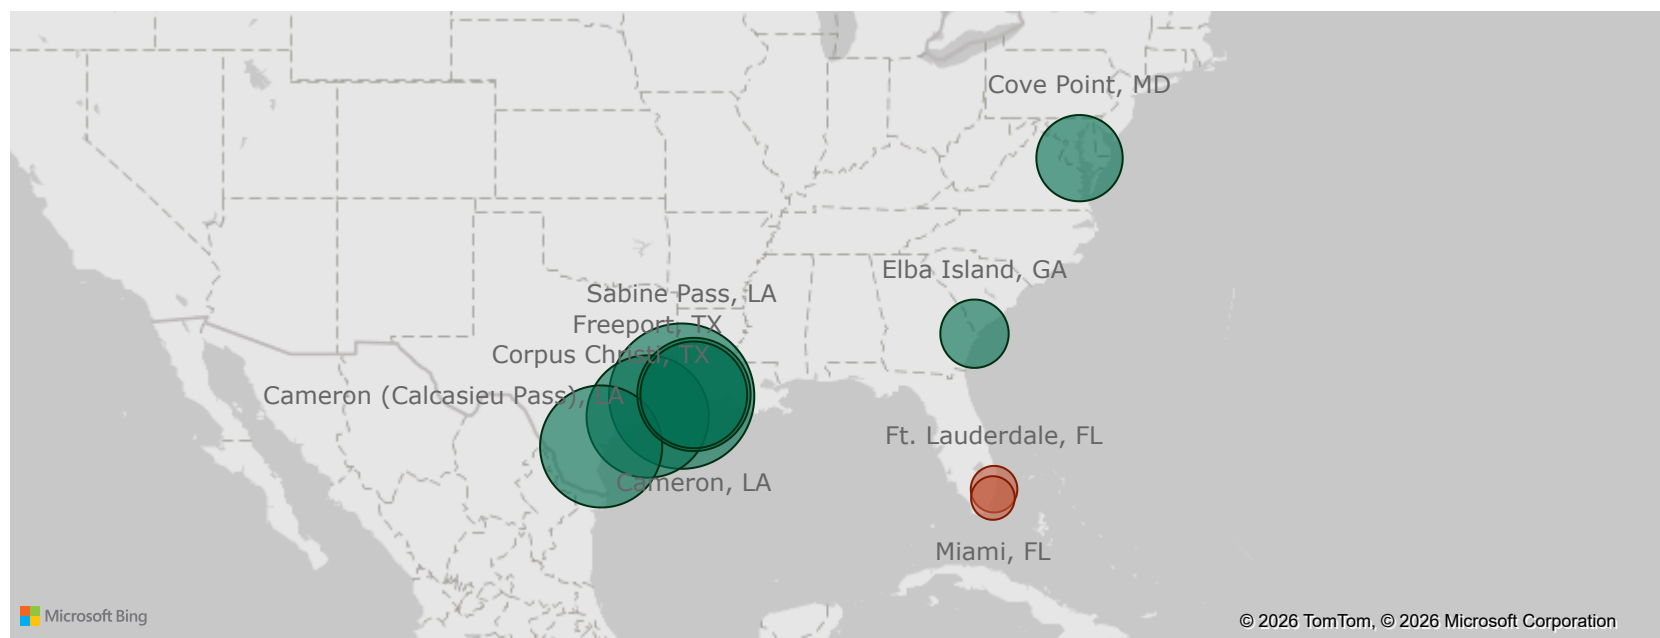 Cove Point, MD
Elba Island, GA
Sabine Pass, LA
Freeport, TX
Corpus Christi, TX
Cameron (Calcasieu Pass), LA
Ft. Lauderdale, FL
Cameron, LA
Miami, FL
Microsoft Bing
© 2026 TomTom, © 2026 Microsoft Corporation